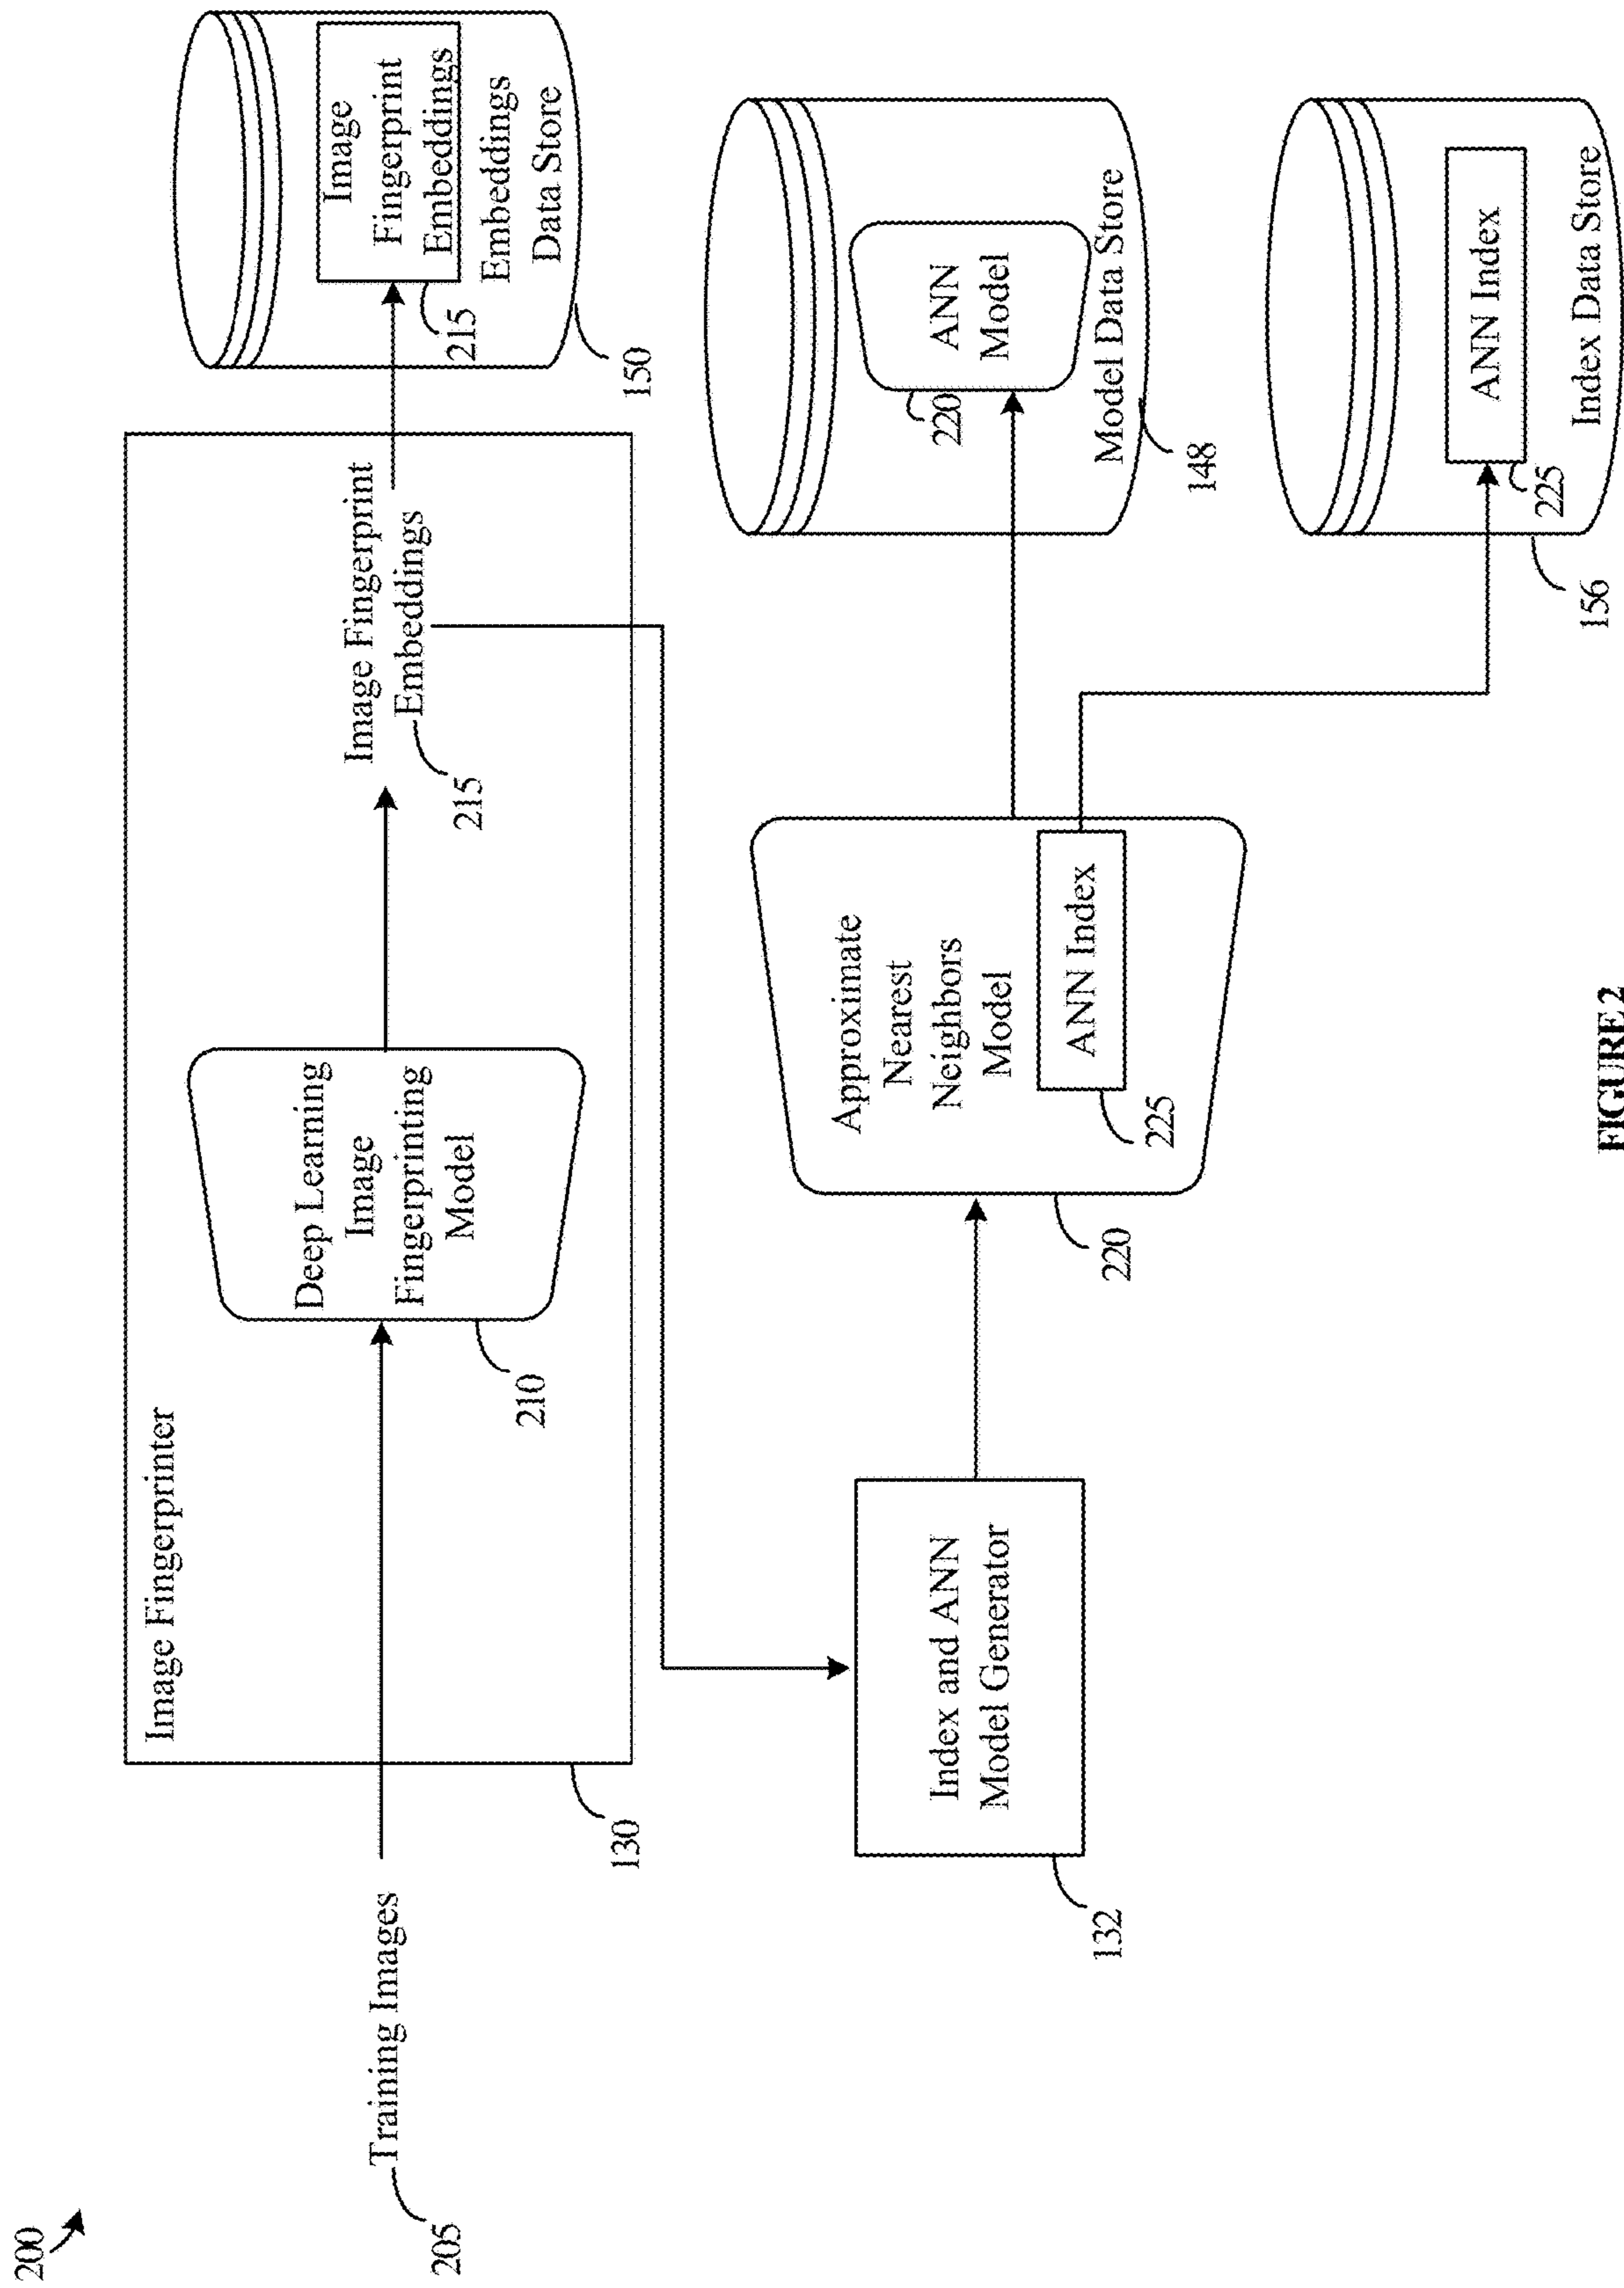 200
Training Images
205
Image Fingerprinter
130
Deep Learning
Image
Fingerprinting
Model
210
Image Fingerprint
Embeddings
215
Image
Fingerprint
Embeddings
215
Embeddings
Data Store
150
Index and ANN
Model Generator
132
Approximate
Nearest
Neighbors
Model
ANN Index
225
220
ANN
Model
220
Model Data Store
148
ANN Index
225
Index Data Store
156
FIGURE 2